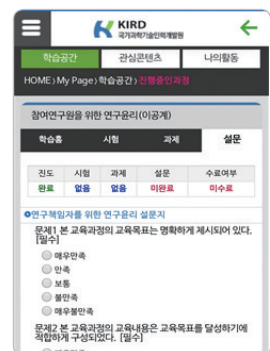 KIRD
국가과학기술인력개발원
학습공간 관심콘텐츠 나의활동
HOME > My Page > 학습공간 > 진행중인과정
참여연구원을 위한 연구윤리(이공계)
학습홈 시험 과제 설문
진도 시험 과제 설문 수료여부
완료 없음 없음 미완료 미수료
연구책임자를 위한 연구윤리 설문지
문제1 본 교육과정의 교육목표는 명확하게 제시되어 있다.
[필수]
매우만족
만족
보통
불만족
매우불만족
문제2 본 교육과정의 교육내용은 교육목표를 달성하기에
적합하게 구성되었다. [필수]